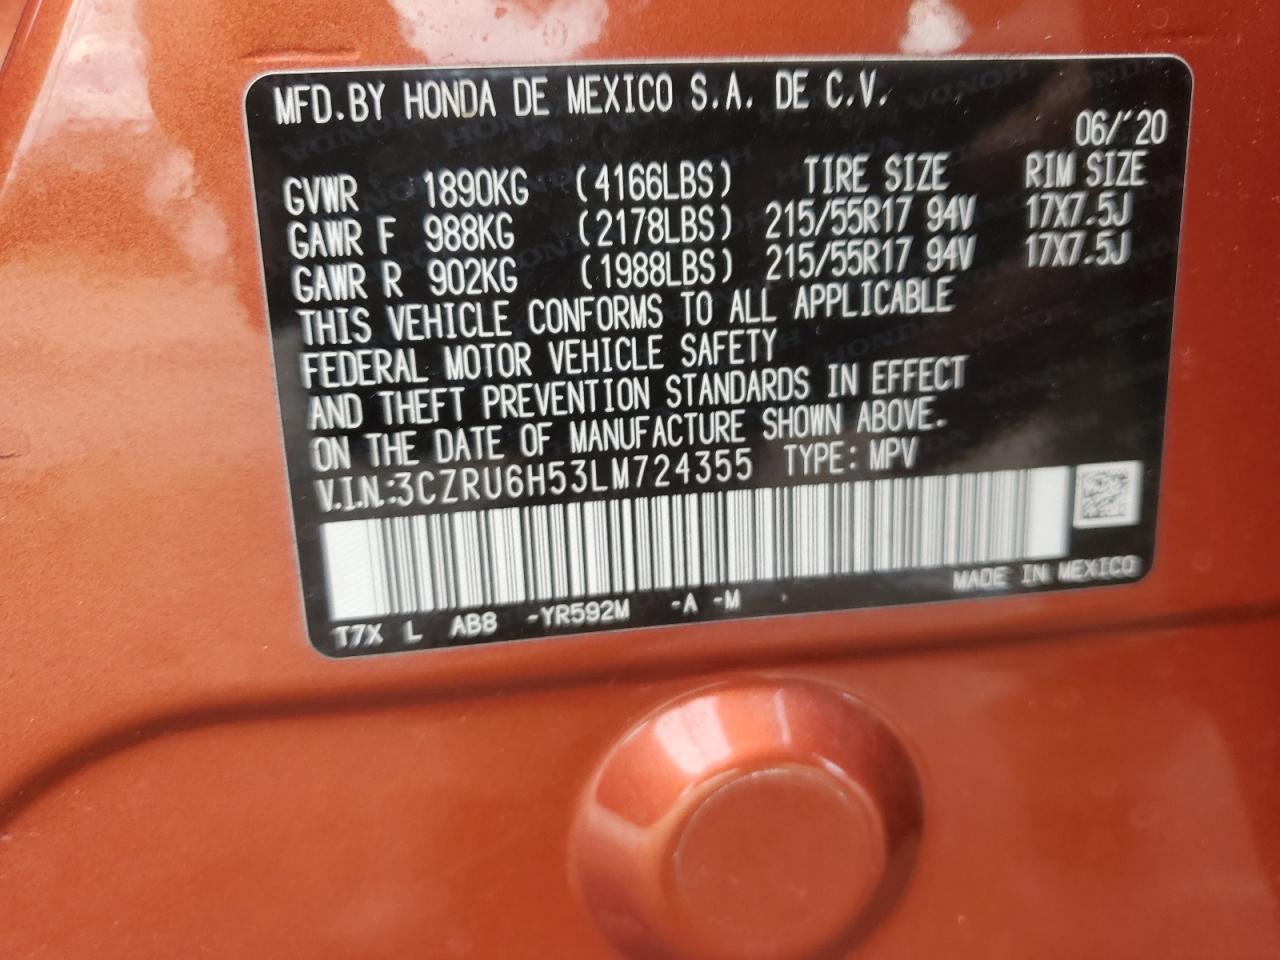 MFD.BY HONDA DE MEXICO S.A. DE C.V.
06/'20
GVWR 1890KG (4166LBS) TIRE SIZE RIM SIZE
GAWR F 988KG (2178LBS) 215/55R17 94V 17X7.5J
GAWR R 902KG (1988LBS) 215/55R17 94V 17X7.5J
THIS VEHICLE CONFORMS TO ALL APPLICABLE
FEDERAL MOTOR VEHICLE SAFETY
AND THEFT PREVENTION STANDARDS IN EFFECT
ON THE DATE OF MANUFACTURE SHOWN ABOVE.
V.I.N.:3CZRU6H53LM724355 TYPE: MPV
MADE IN MEXICO
T7X L AB8 -YR592M -A -M